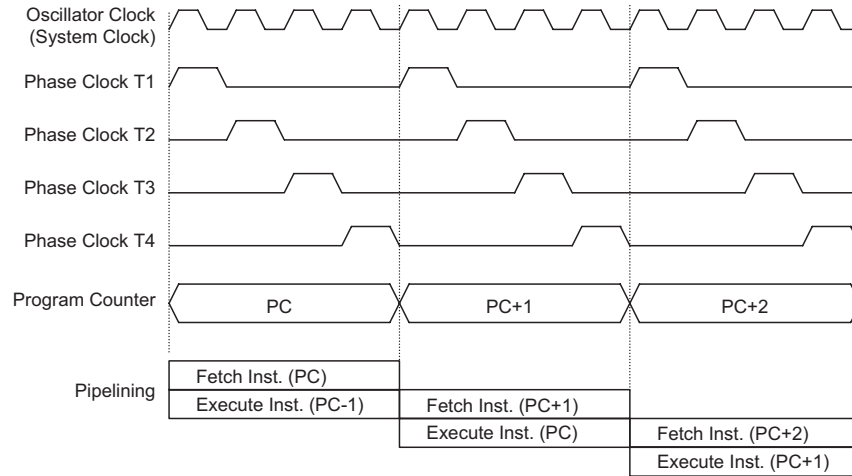 Oscillator Clock
(System Clock)
Phase Clock T1
Phase Clock T2
Phase Clock T3
Phase Clock T4
Program Counter
PC
PC+1
PC+2
Pipelining
Fetch Inst. (PC)
Execute Inst. (PC-1)
Fetch Inst. (PC+1)
Execute Inst. (PC)
Fetch Inst. (PC+2)
Execute Inst. (PC+1)